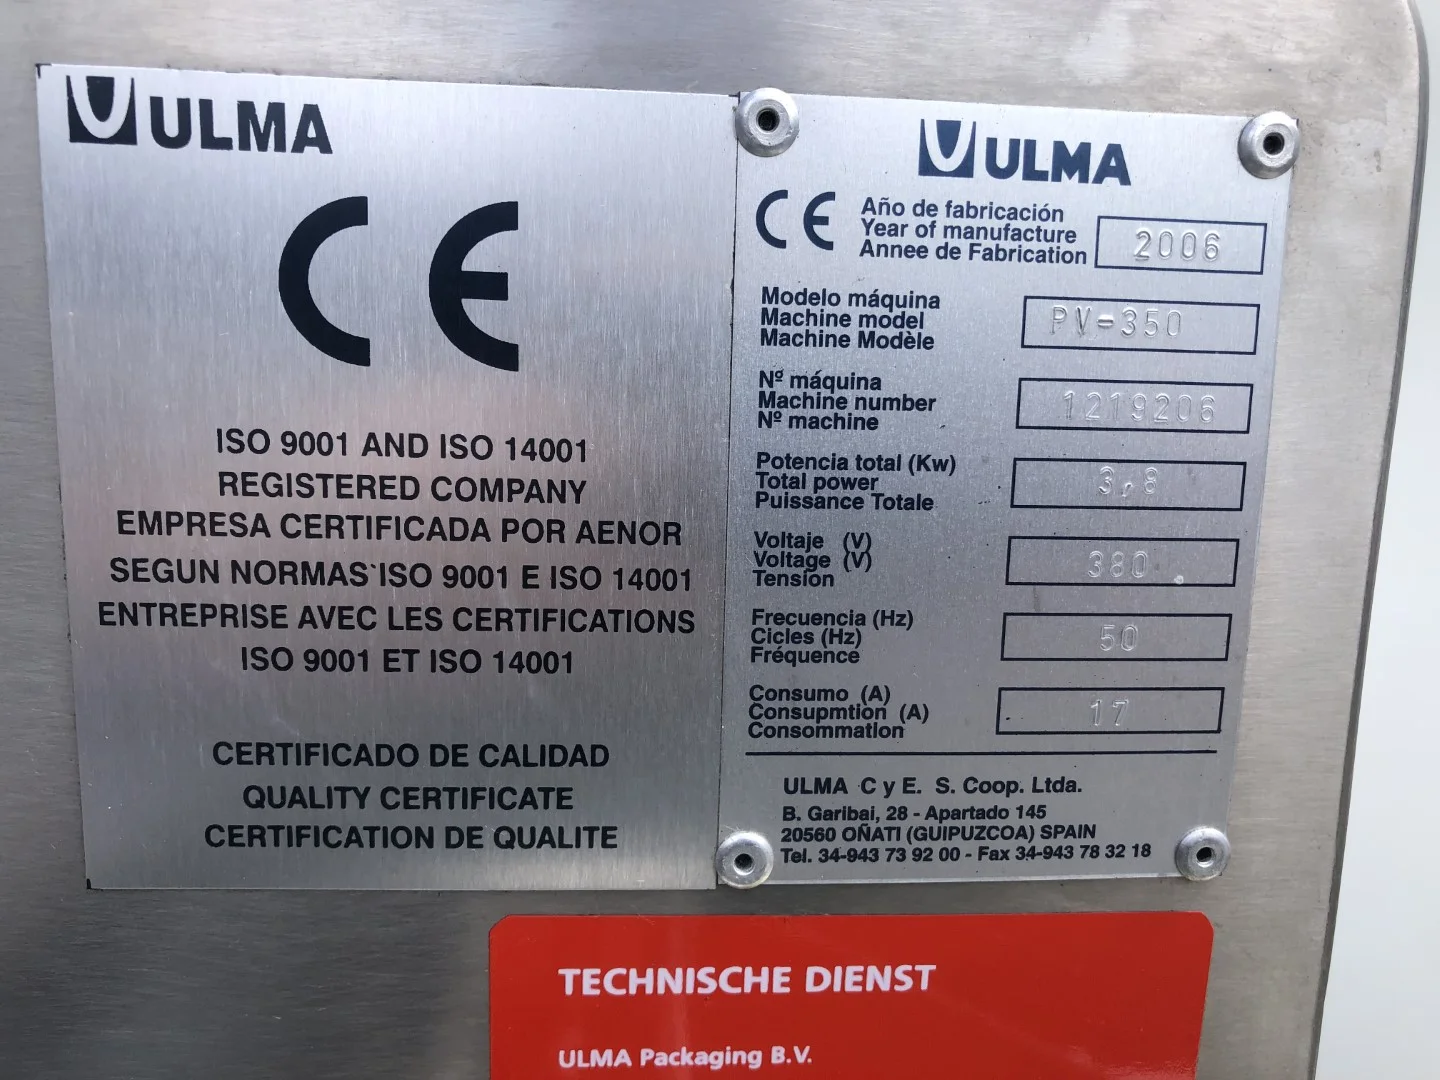 ULMA
CE
ISO 9001 AND ISO 14001
REGISTERED COMPANY
EMPRESA CERTIFICADA POR AENOR
SEGUN NORMAS ISO 9001 E ISO 14001
ENTREPRISE AVEC LES CERTIFICATIONS
ISO 9001 ET ISO 14001
CERTIFICADO DE CALIDAD
QUALITY CERTIFICATE
CERTIFICATION DE QUALITE
ULMA
CE
Año de fabricación
Year of manufacture
Annee de Fabrication
2006
Modelo máquina
Machine model
Machine Modèle
PV-350
Nº máquina
Machine number
Nº machine
1219206
Potencia total (Kw)
Total power
Puissance Totale
3,8
Voltaje (V)
Voltage (V)
Tension
380
Frecuencia (Hz)
Cicles (Hz)
Fréquence
50
Consumo (A)
Consupmtion (A)
Consommation
17
ULMA C y E. S. Coop. Ltda.
B. Garibai, 28 - Apartado 145
20560 OÑATI (GUIPUZCOA) SPAIN
Tel. 34-943 73 92 00 - Fax 34-943 78 32 18
TECHNISCHE DIENST
ULMA Packaging B.V.